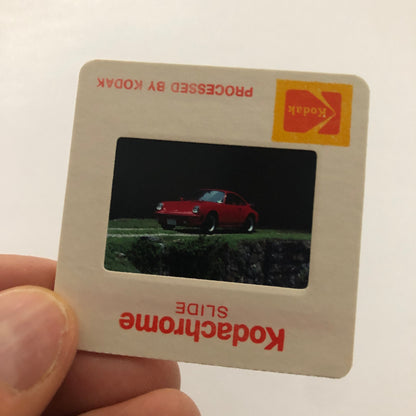 Kodachrome
SLIDE
Kodak
PROCESSED BY KODAK